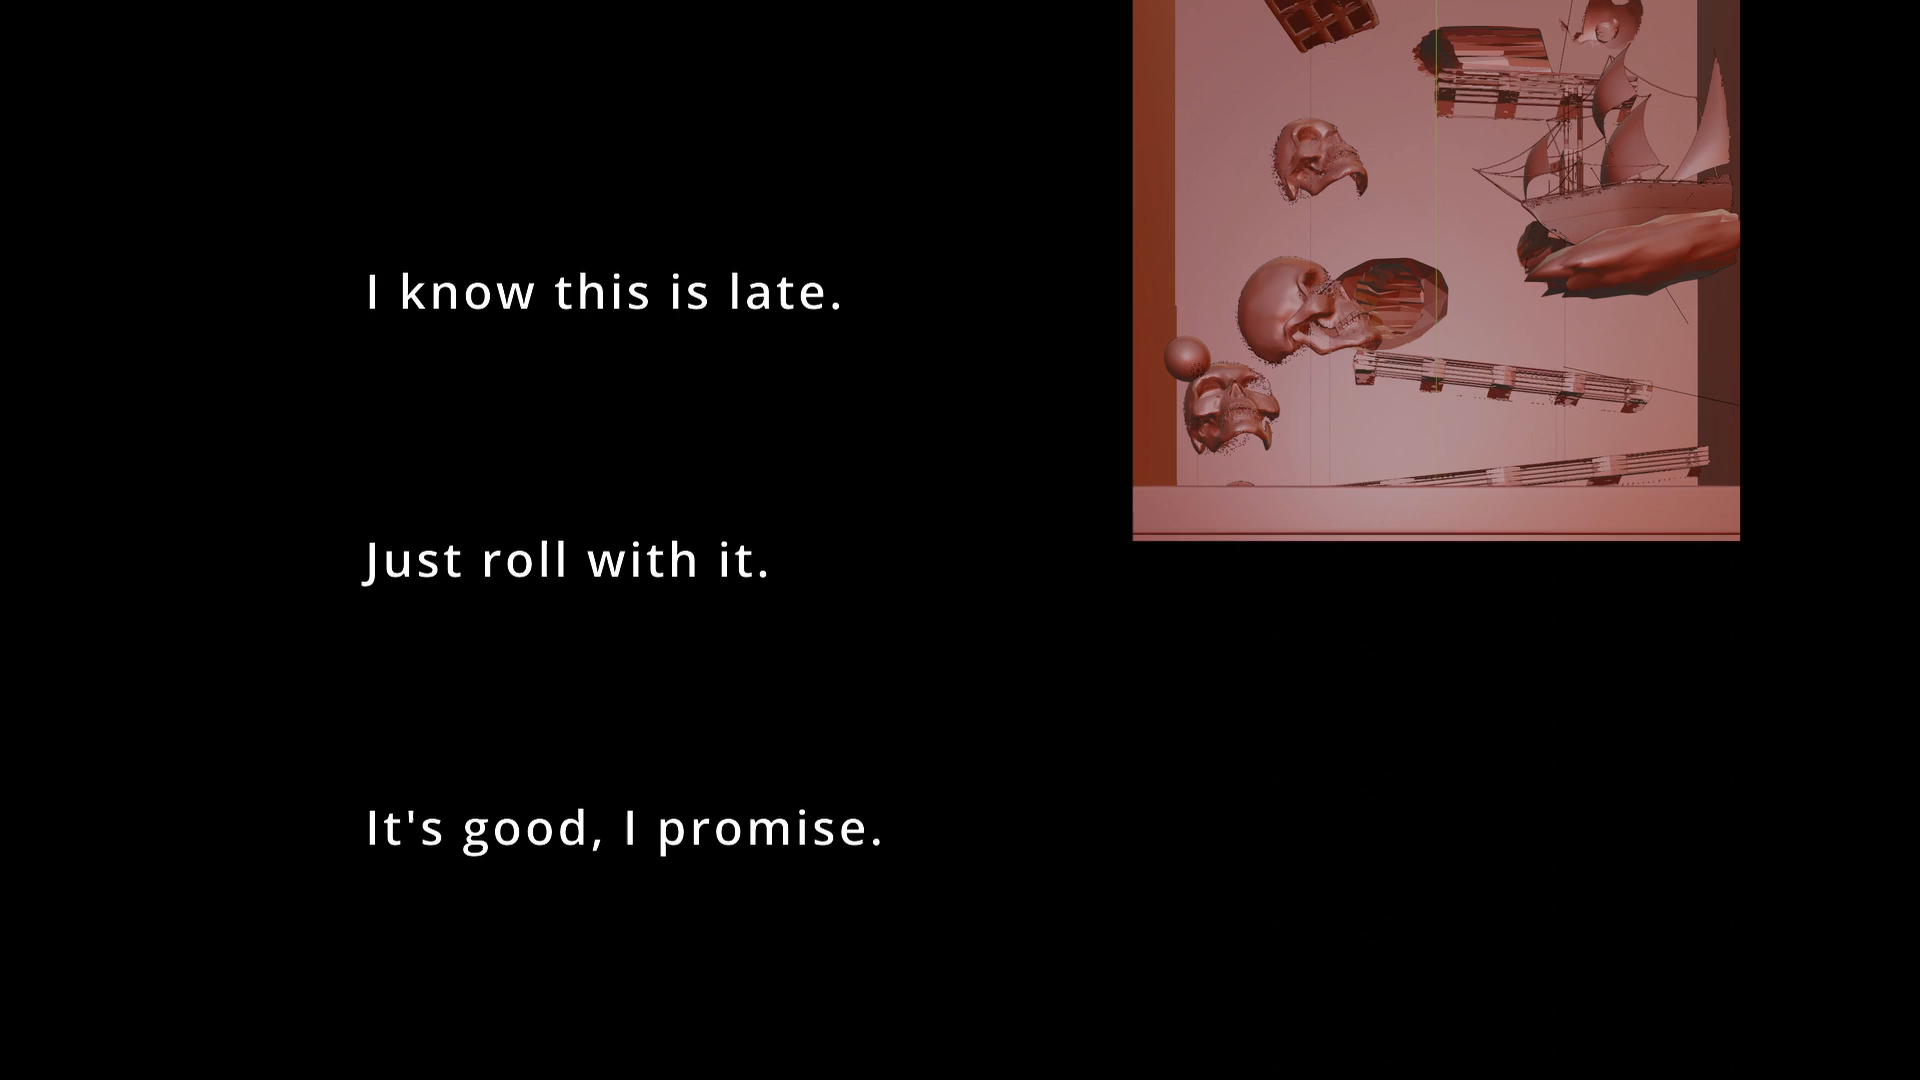 I know this is late.
Just roll with it.
It's good, I promise.